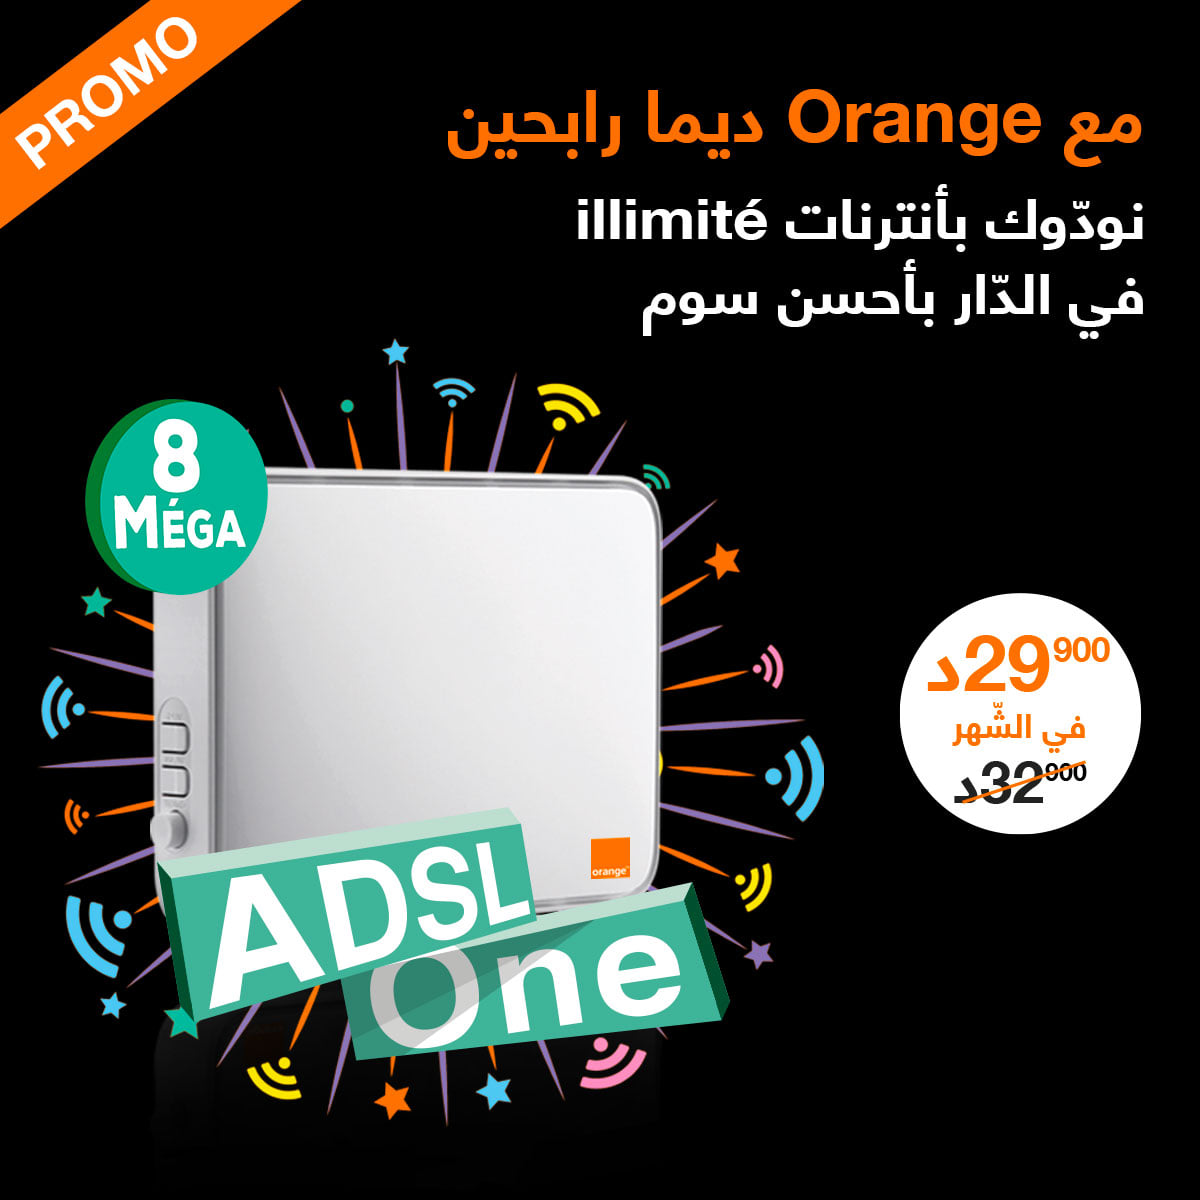 PROMO
مع Orange ديما رابحين
نودّوك بأنترنات illimité
في الدّار بأحسن سوم
8
MÉGA
29900د
في الشّهر
32900د
orange
ADSL
One